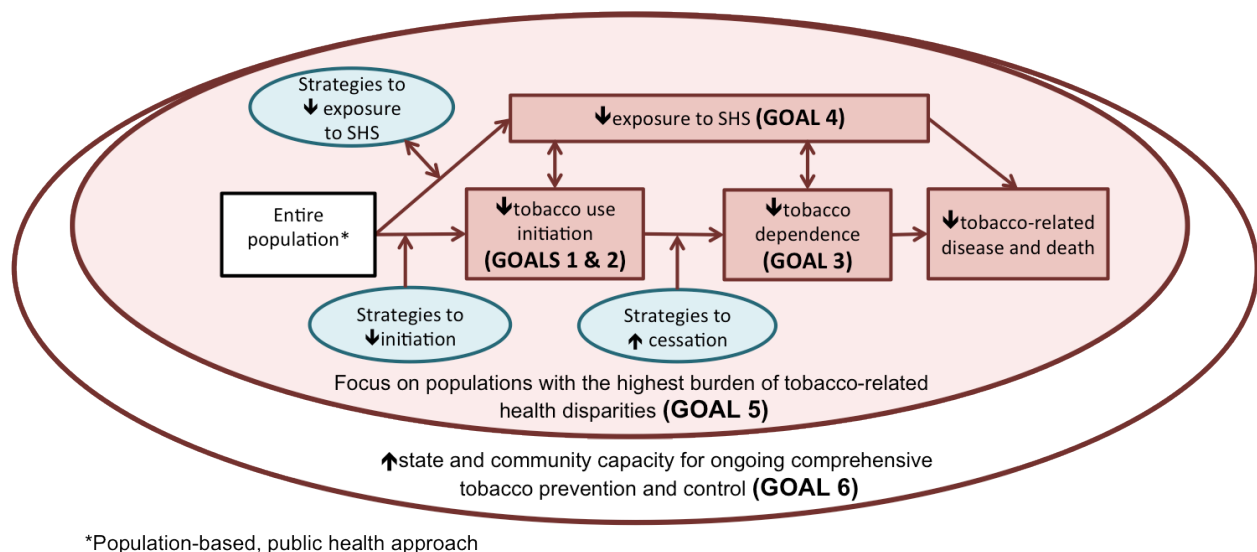 Strategies to
↓ exposure
to SHS
↓exposure to SHS (GOAL 4)
Entire
population*
↓tobacco use
initiation
(GOALS 1 & 2)
↓tobacco
dependence
(GOAL 3)
↓tobacco-related
disease and death
Strategies to
↓initiation
Strategies to
↑ cessation
Focus on populations with the highest burden of tobacco-related
health disparities (GOAL 5)
↑state and community capacity for ongoing comprehensive
tobacco prevention and control (GOAL 6)
*Population-based, public health approach